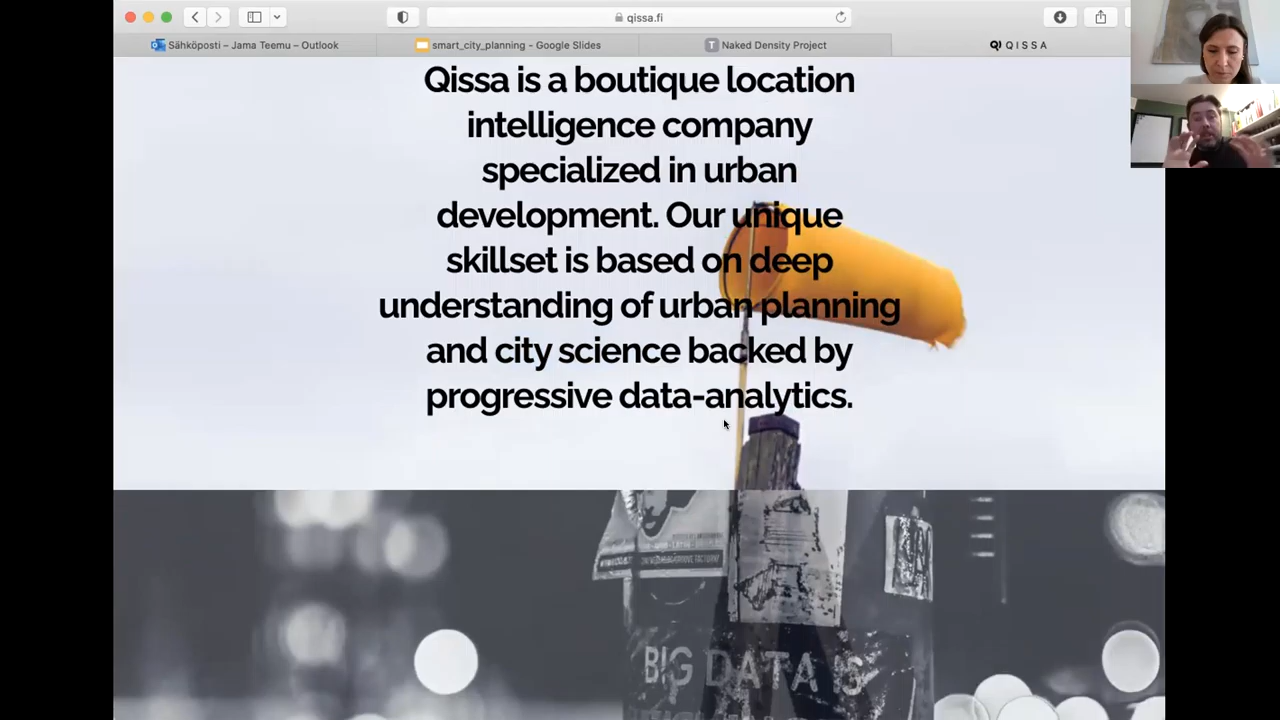 qissa.fi
Sähköposti – Jama Teemu – Outlook
smart_city_planning - Google Slides
T
Naked Density Project
QI
QISSA
Qissa is a boutique location
intelligence company
specialized in urban
development. Our unique
skillset is based on deep
understanding of urban planning
and city science backed by
progressive data-analytics.
BIG DATA IS